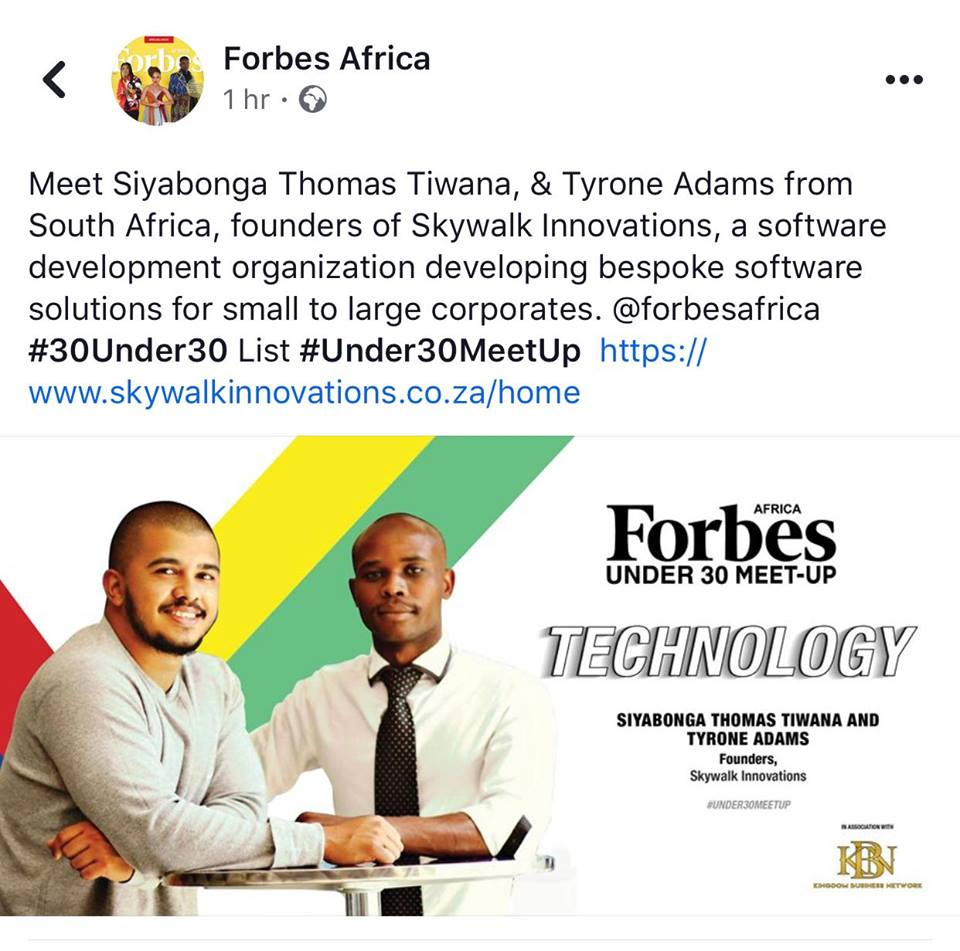 Forbes
Forbes Africa
1 hr ·
Meet Siyabonga Thomas Tiwana, & Tyrone Adams from
South Africa, founders of Skywalk Innovations, a software
development organization developing bespoke software
solutions for small to large corporates. @forbesafrica
#30Under30 List #Under30MeetUp https://
www.skywalkinnovations.co.za/home
AFRICA
Forbes
UNDER 30 MEET-UP
TECHNOLOGY
SIYABONGA THOMAS TIWANA AND
TYRONE ADAMS
Founders,
Skywalk Innovations
#UNDER30MEETUP
IN ASSOCIATION WITH
KBN
KINGDOM BUSINESS NETWORK